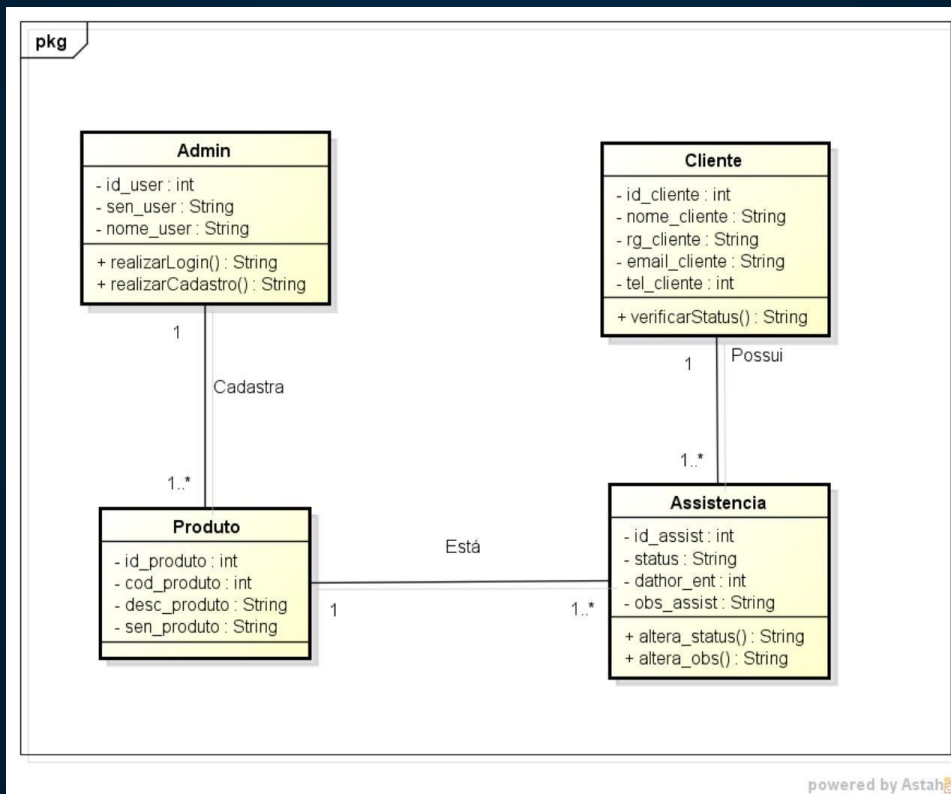 pkg
Admin
- id_user : int
- sen_user : String
- nome_user : String
+ realizarLogin() : String
+ realizarCadastro() : String
Cliente
- id_cliente : int
- nome_cliente : String
- rg_cliente : String
- email_cliente : String
- tel_cliente : int
+ verificarStatus() : String
1
Cadastra
1..*
1
Possui
1..*
Produto
- id_produto : int
- cod_produto : int
- desc_produto : String
- sen_produto : String
Está
1
1..*
Assistencia
- id_assist : int
- status : String
- dathor_ent : int
- obs_assist : String
+ altera_status() : String
+ altera_obs() : String
powered by Astah